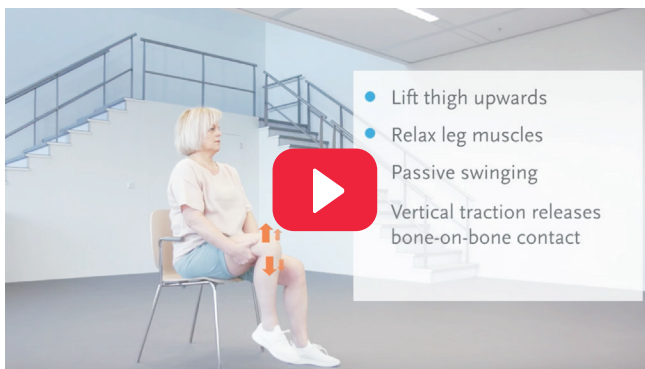 Lift thigh upwards
Relax leg muscles
Passive swinging
Vertical traction releases
bone-on-bone contact